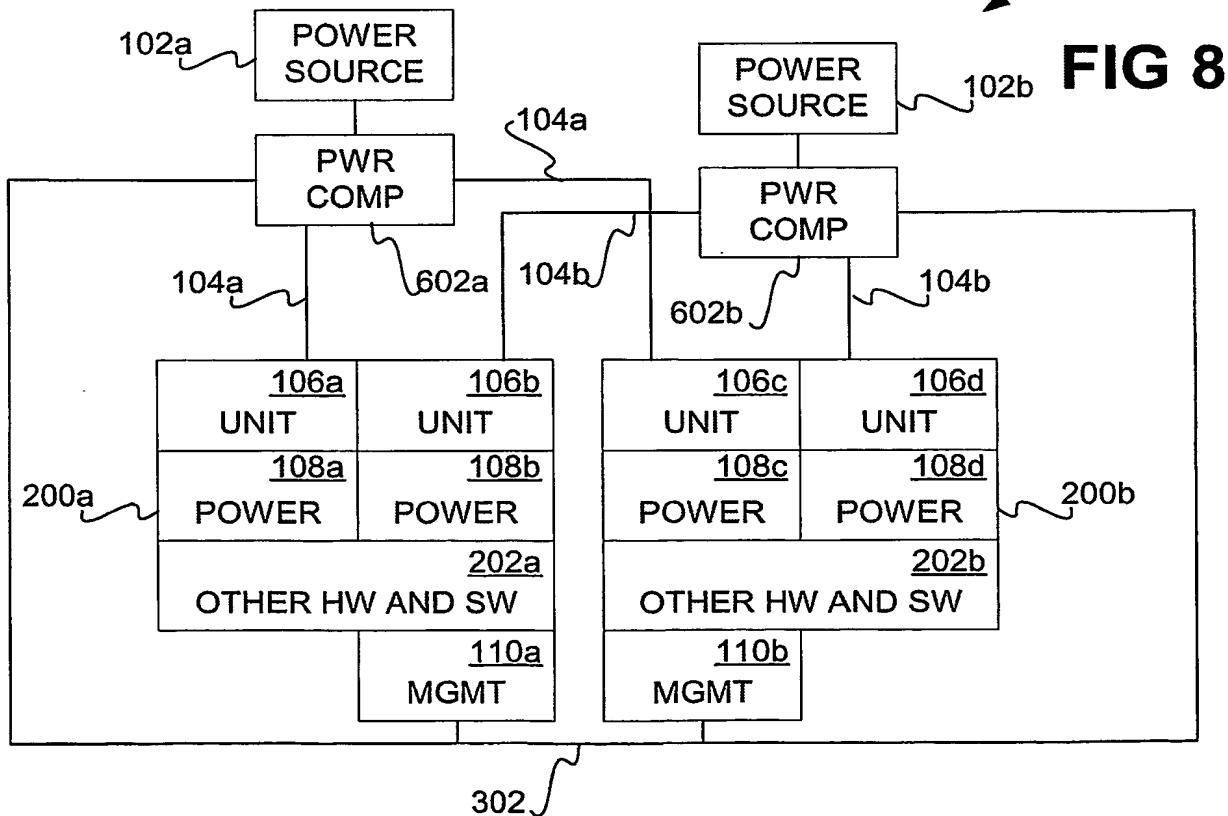 102a
POWER
SOURCE
POWER
SOURCE
102b
FIG 8
104a
PWR
COMP
PWR
COMP
104a
602a
104b
602b
104b
106a
UNIT
106b
UNIT
106c
UNIT
106d
UNIT
200a
108a
POWER
108b
POWER
108c
POWER
108d
POWER
200b
202a
OTHER HW AND SW
202b
OTHER HW AND SW
110a
MGMT
110b
MGMT
302